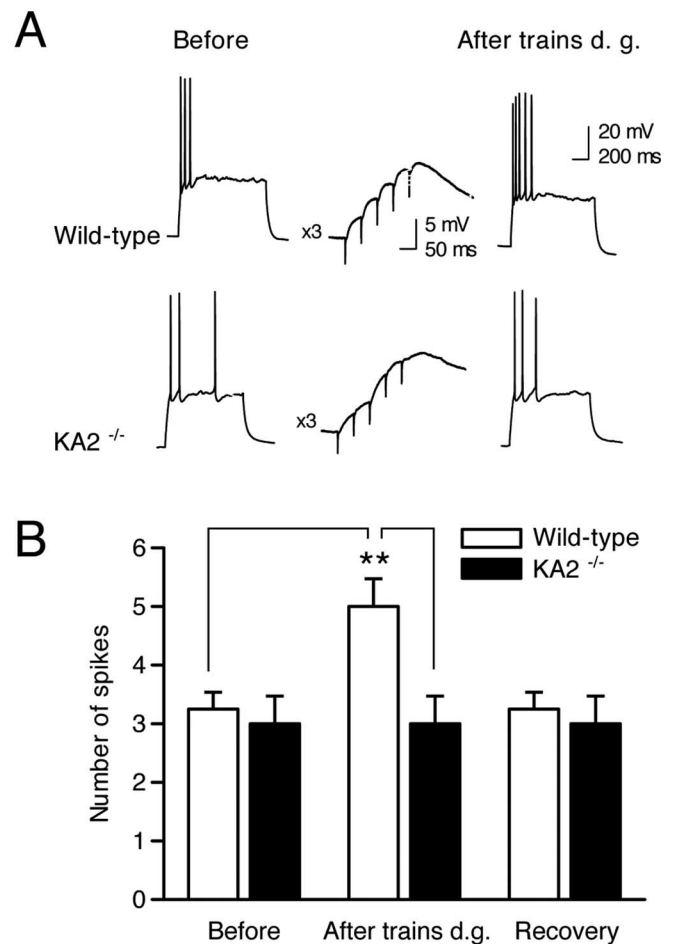 A
Before
After trains d. g.
20 mV
200 ms
Wild-type
x3
5 mV
50 ms
KA2 -/-
x3
B
Wild-type
KA2 -/-
**
Number of spikes
6
5
4
3
2
1
0
Before
After trains d.g.
Recovery